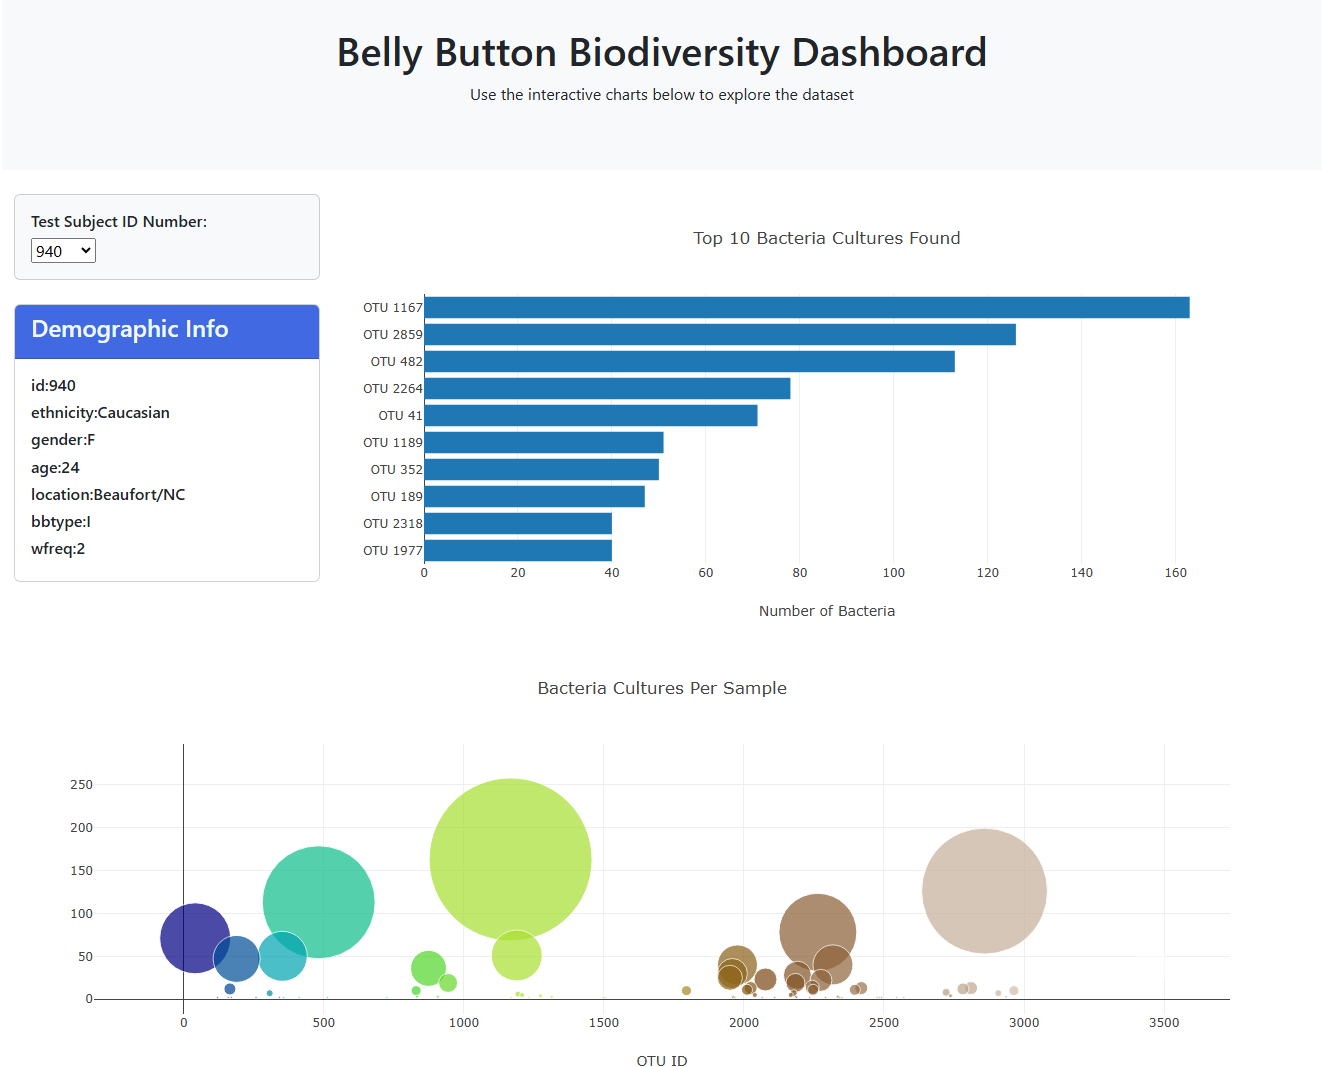 Belly Button Biodiversity Dashboard
Use the interactive charts below to explore the dataset
Test Subject ID Number:
940
Demographic Info
id:940
ethnicity:Caucasian
gender:F
age:24
location:Beaufort/NC
bbtype:I
wfreq:2
Top 10 Bacteria Cultures Found
OTU 1167
OTU 2859
OTU 482
OTU 2264
OTU 41
OTU 1189
OTU 352
OTU 189
OTU 2318
OTU 1977
0 20 40 60 80 100 120 140 160
Number of Bacteria
Bacteria Cultures Per Sample
250
200
150
100
50
0
0 500 1000 1500 2000 2500 3000 3500
OTU ID